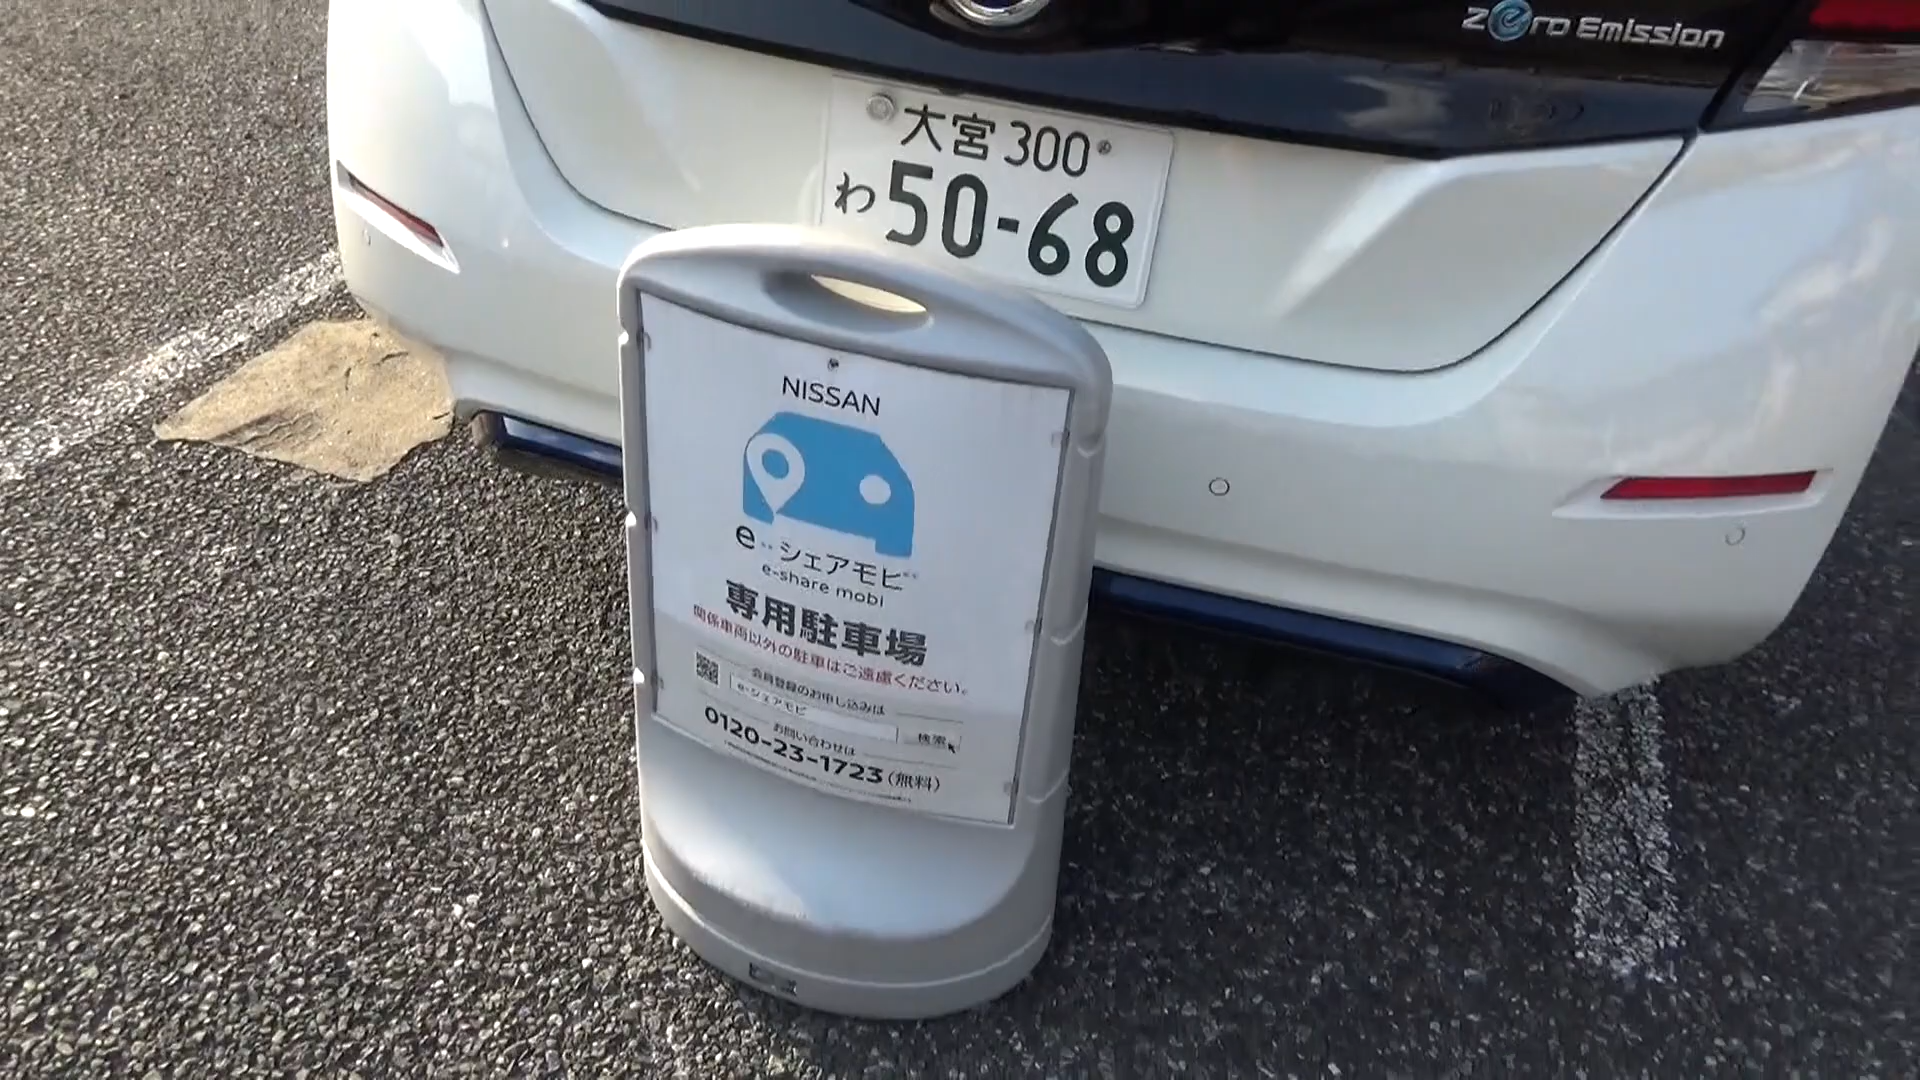 zero Emission
大宮 300
わ 50-68
NISSAN
e-シェアモビ
e-share mobi
専用駐車場
関係車両以外の駐車はご遠慮ください。
会員登録のお申し込みは
e-シェアモビ 検索
お問い合わせは
0120-23-1723(無料)